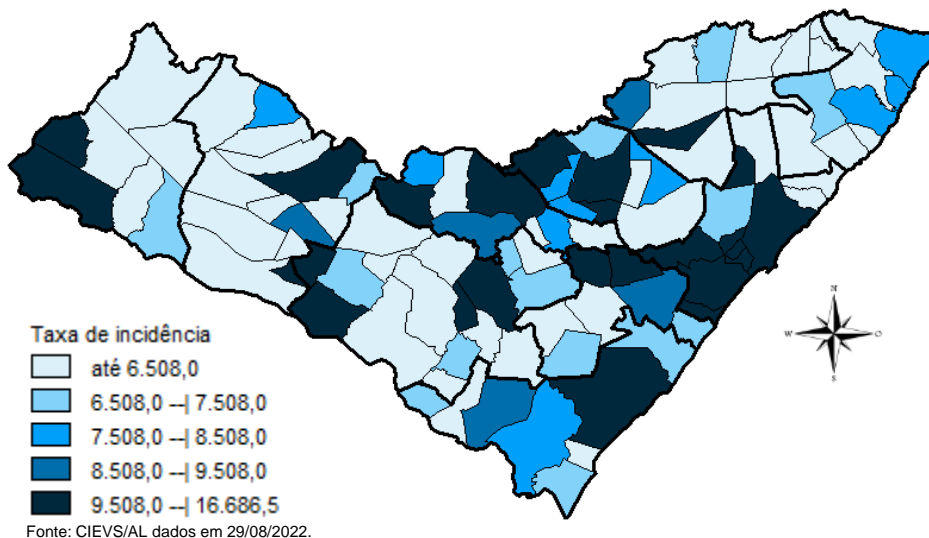 Taxa de incidência
até 6.508,0
6.508,0 --| 7.508,0
7.508,0 --| 8.508,0
8.508,0 --| 9.508,0
9.508,0 --| 16.686,5
Fonte: CIEVS/AL dados em 29/08/2022.
N
W
O
S